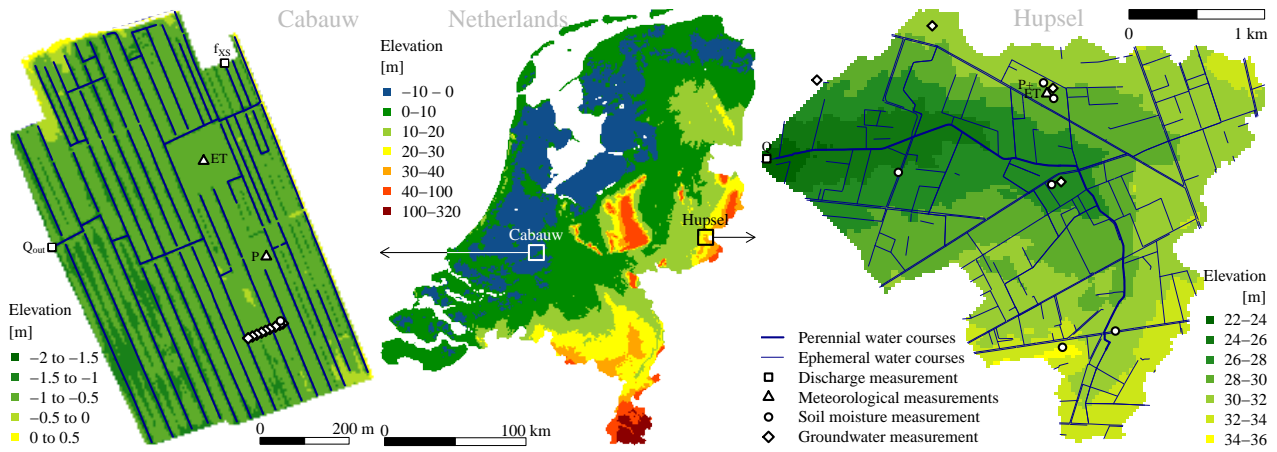 Cabauw
f_XS
ET
Q_out
P
Elevation
[m]
−2 to −1.5
−1.5 to −1
−1 to −0.5
−0.5 to 0
0 to 0.5
0 200 m
Netherlands
Elevation
[m]
−10 − 0
0−10
10−20
20−30
30−40
40−100
100−320
Cabauw
Hupsel
0 100 km
Hupsel
0 1 km
P+
ET
Q
Perennial water courses
Ephemeral water courses
Discharge measurement
Meteorological measurements
Soil moisture measurement
Groundwater measurement
Elevation
[m]
22−24
24−26
26−28
28−30
30−32
32−34
34−36